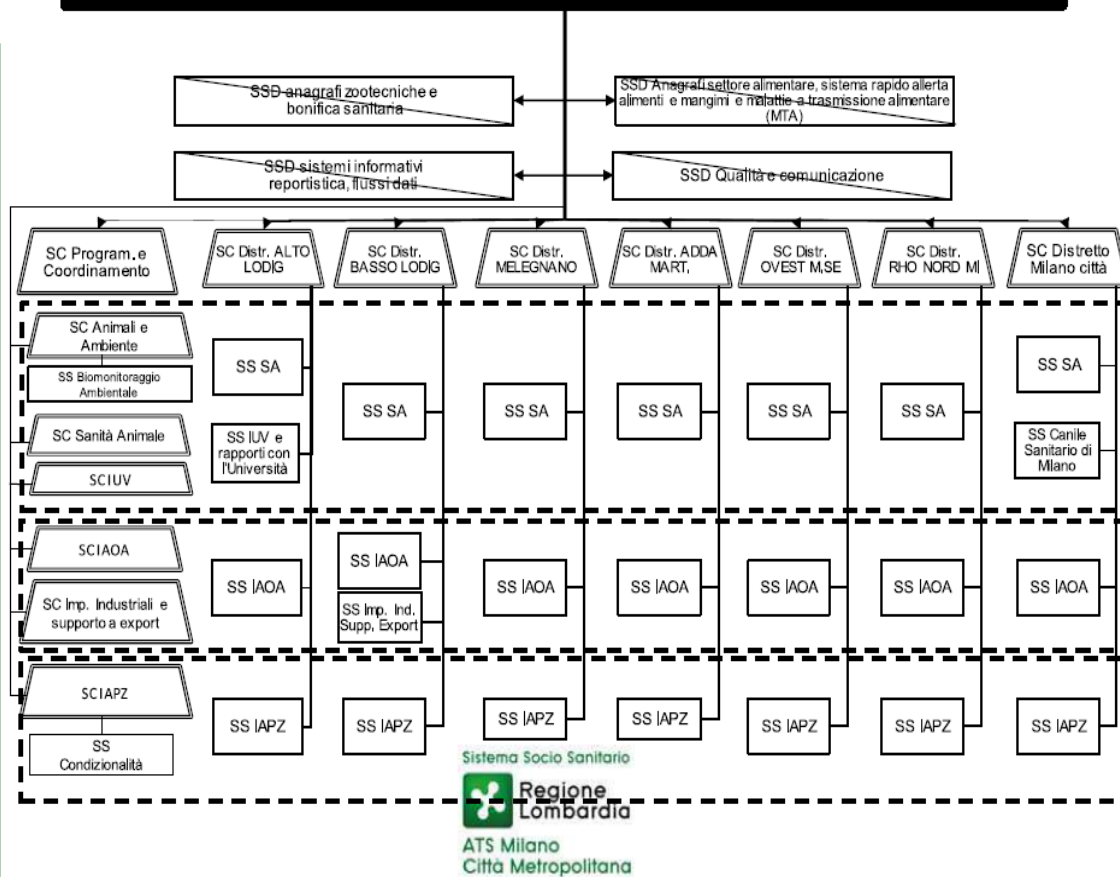 SSD anagrafi zootecniche e
bonifica sanitaria
SSD Anagrafi settore alimentare, sistema rapido allerta
alimenti e mangimi e malattie a trasmissione alimentare
(MTA)
SSD sistemi informativi
reportistica, flussi dati
SSD Qualità e comunicazione
SC Program. e
Coordinamento
SC Distr. ALTO
LODIG
SC Distr.
BASSO LODIG
SC Distr.
MELEGNANO
SC Distr. ADDA
MART.
SC Distr.
OVEST M.SE
SC Distr.
RHO NORD MI
SC Distretto
Milano città
SC Animali e
Ambiente
SS Biomonitoraggio
Ambientale
SC Sanità Animale
SC IUV
SS SA
SS IUV e
rapporti con
l'Università
SS SA
SS SA
SS SA
SS SA
SS SA
SS SA
SS Canile
Sanitario di
Milano
SC IAOA
SC Imp. Industriali e
supporto a export
SS IAOA
SS IAOA
SS Imp. Ind.
Supp. Export
SS IAOA
SS IAOA
SS IAOA
SS IAOA
SS IAOA
SC IAPZ
SS
Condizionalità
SS IAPZ
SS IAPZ
SS IAPZ
SS IAPZ
SS IAPZ
SS IAPZ
SS IAPZ
Sistema Socio Sanitario
Regione
Lombardia
ATS Milano
Città Metropolitana